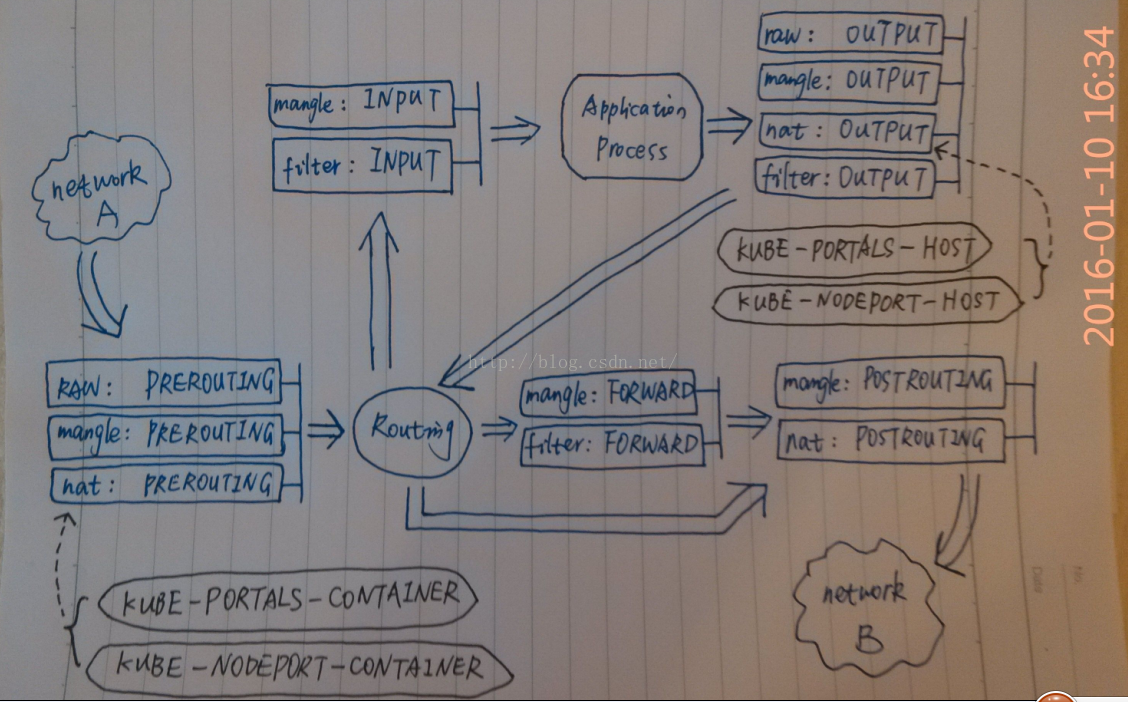 raw: OUTPUT
mangle: OUTPUT
nat: OUTPUT
filter: OUTPUT
mangle: INPUT
filter: INPUT
Application
Process
network
A
KUBE-PORTALS-HOST
KUBE-NODEPORT-HOST
2016-01-10 16:34
http://blog.csdn.net/
RAW: PREROUTING
mangle: PREROUTING
nat: PREROUTING
Routing
mangle: FORWARD
filter: FORWARD
mangle: POSTROUTING
nat: POSTROUTING
KUBE-PORTALS-CONTAINER
KUBE-NODEPORT-CONTAINER
network
B
No.
Date